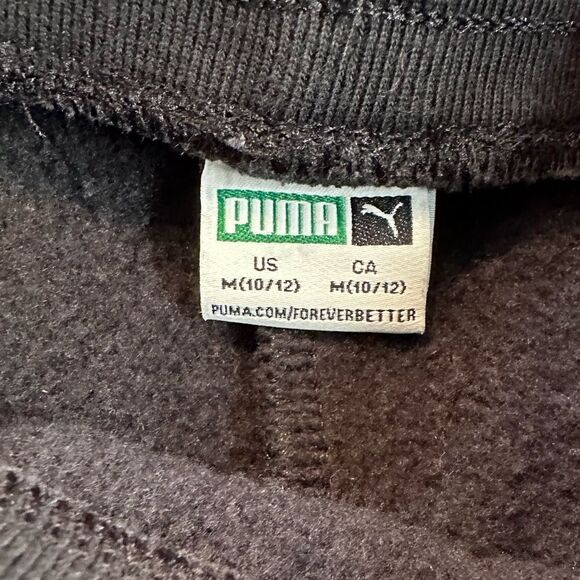 PUMA
US CA
M(10/12) M(10/12)
PUMA.COM/FOREVERBETTER